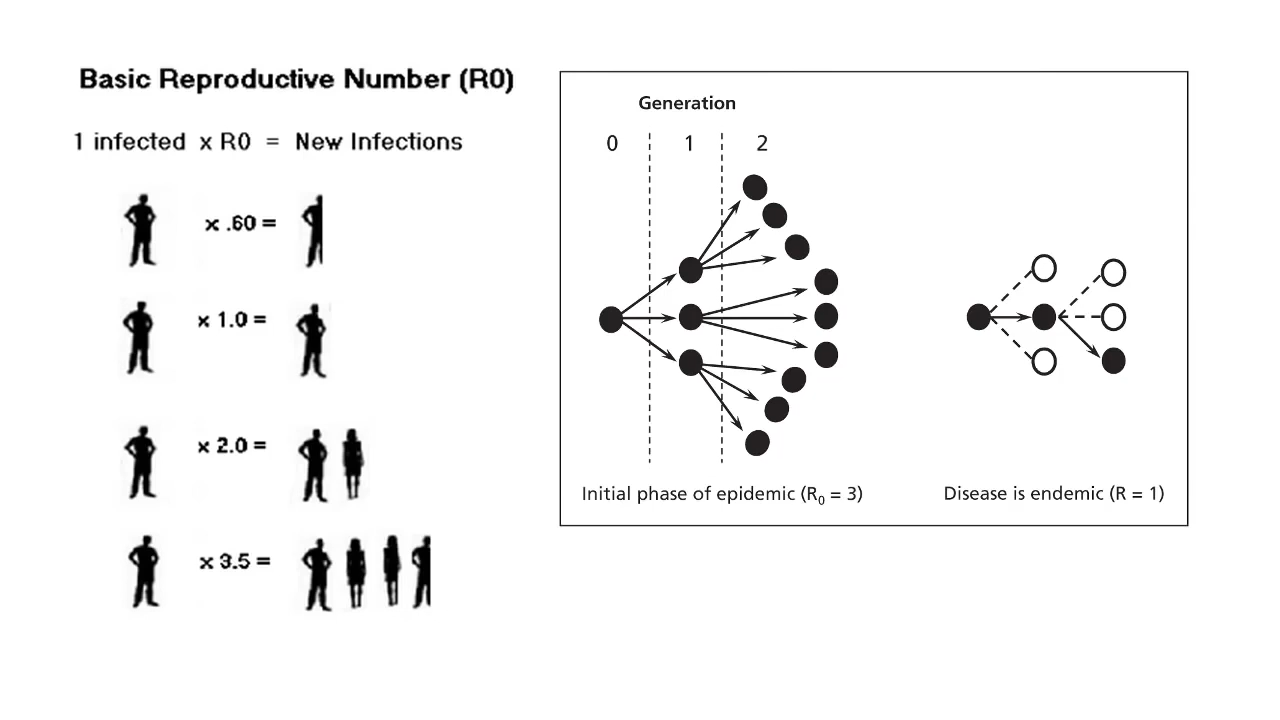 Basic Reproductive Number (R0)
1 infected x R0 = New Infections
x .60 =
x 1.0 =
x 2.0 =
x 3.5 =
Generation
0 1 2
Initial phase of epidemic (R₀ = 3)
Disease is endemic (R = 1)